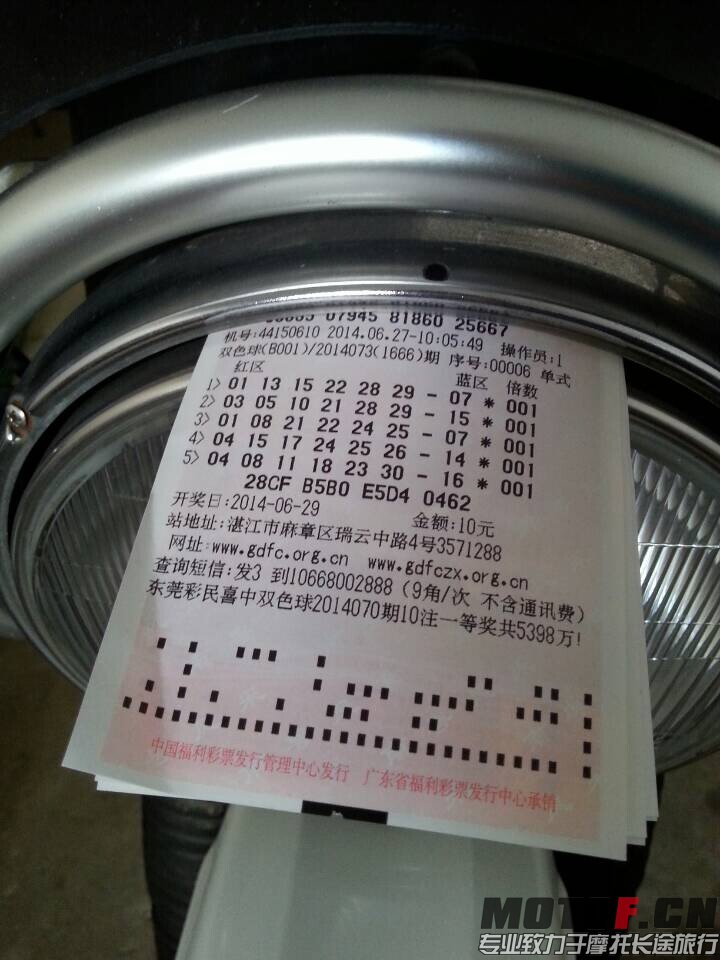 07945 81860 25667
机号:44150610 2014.06.27-10:05:49 操作员:1
双色球(B001)/2014073(1666)期 序号:00006 单式
红区 蓝区 倍数
1> 01 13 15 22 28 29 - 07 * 001
2> 03 05 10 21 28 29 - 15 * 001
3> 01 08 21 22 24 25 - 07 * 001
4> 04 15 17 24 25 26 - 14 * 001
5> 04 08 11 18 23 30 - 16 * 001
28CF B5B0 E5D4 0462
开奖日:2014-06-29 金额:10元
站地址:湛江市麻章区瑞云中路4号3571288
网址:www.gdfc.org.cn www.gdfczx.org.cn
查询短信:发3 到10668002888(9角/次 不含通讯费)
东莞彩民喜中双色球2014070期10注一等奖共5398万!
中国福利彩票发行管理中心发行 广东省福利彩票发行中心承销
MOTOF.CN
专业致力于摩托长途旅行